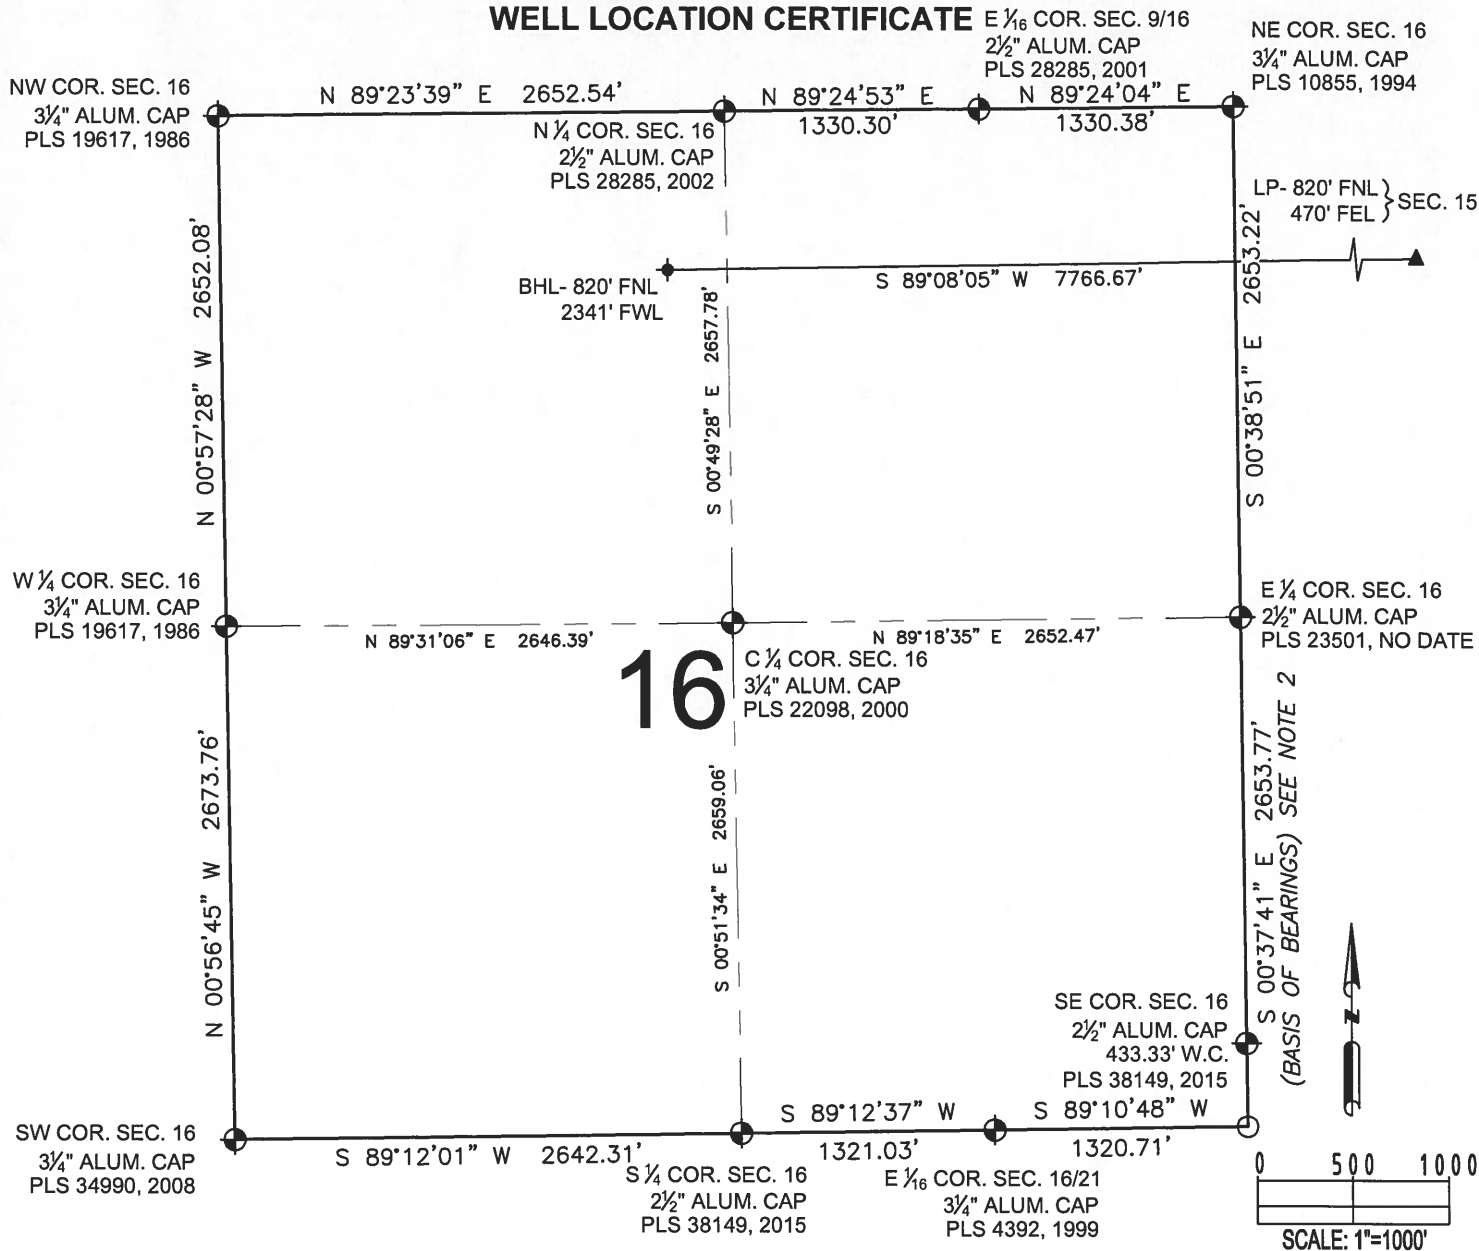 WELL LOCATION CERTIFICATE
E 1/16 COR. SEC. 9/16
2½" ALUM. CAP
PLS 28285, 2001
NE COR. SEC. 16
3¼" ALUM. CAP
PLS 10855, 1994
NW COR. SEC. 16
3¼" ALUM. CAP
PLS 19617, 1986
N 89°23'39" E 2652.54'
N 89°24'53" E
1330.30'
N 89°24'04" E
1330.38'
N ¼ COR. SEC. 16
2½" ALUM. CAP
PLS 28285, 2002
LP- 820' FNL
470' FEL
} SEC. 15
N 00°57'28" W 2652.08'
S 00°49'28" E 2657.78'
S 00°38'51" E 2653.22'
BHL- 820' FNL
2341' FWL
S 89°08'05" W 7766.67'
W ¼ COR. SEC. 16
3¼" ALUM. CAP
PLS 19617, 1986
N 89°31'06" E 2646.39'
N 89°18'35" E 2652.47'
E ¼ COR. SEC. 16
2½" ALUM. CAP
PLS 23501, NO DATE
16
C ¼ COR. SEC. 16
3¼" ALUM. CAP
PLS 22098, 2000
N 00°56'45" W 2673.76'
S 00°51'34" E 2659.06'
S 00°37'41" E 2653.77'
(BASIS OF BEARINGS) SEE NOTE 2
SE COR. SEC. 16
2½" ALUM. CAP
433.33' W.C.
PLS 38149, 2015
N
SW COR. SEC. 16
3¼" ALUM. CAP
PLS 34990, 2008
S 89°12'01" W 2642.31'
S 89°12'37" W
1321.03'
S 89°10'48" W
1320.71'
S ¼ COR. SEC. 16
2½" ALUM. CAP
PLS 38149, 2015
E 1/16 COR. SEC. 16/21
3¼" ALUM. CAP
PLS 4392, 1999
0 500 1000
SCALE: 1"=1000'